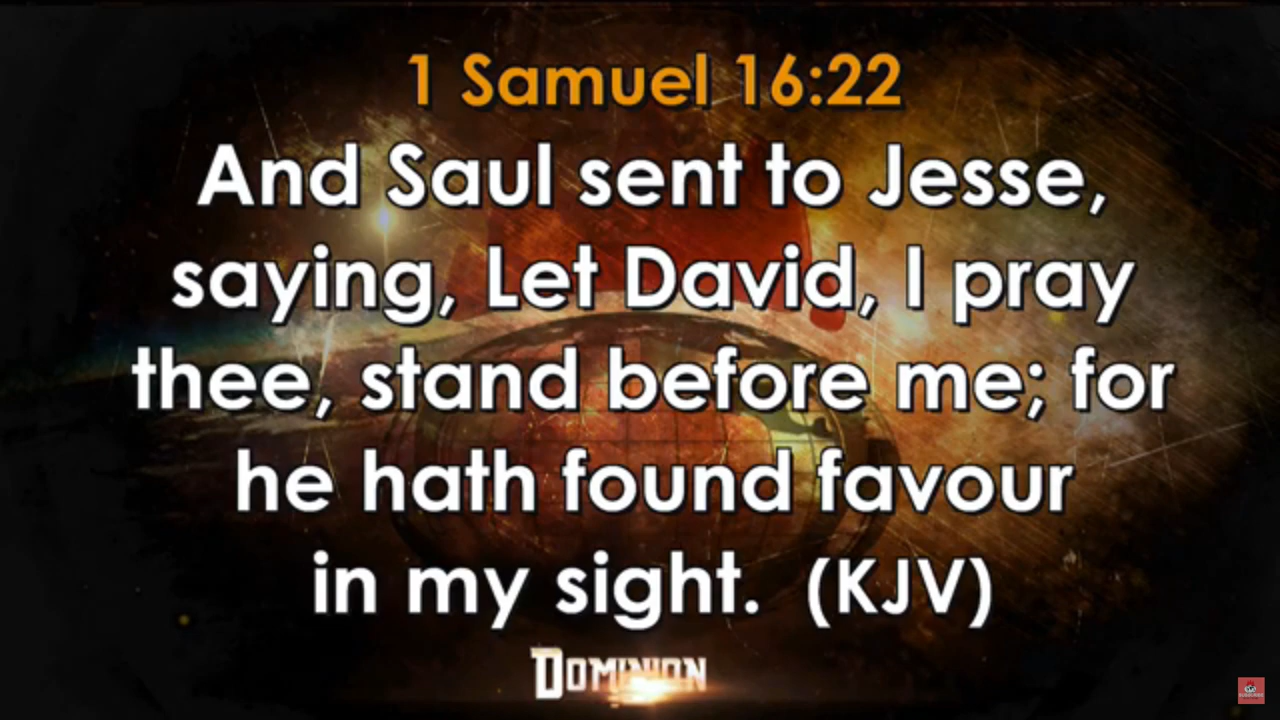 1 Samuel 16:22
And Saul sent to Jesse,
saying, Let David, I pray
thee, stand before me; for
he hath found favour
in my sight. (KJV)
DOMINION